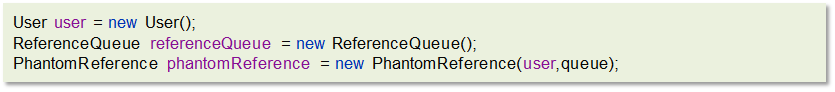 User user = new User();
ReferenceQueue referenceQueue = new ReferenceQueue();
PhantomReference phantomReference = new PhantomReference(user,queue);